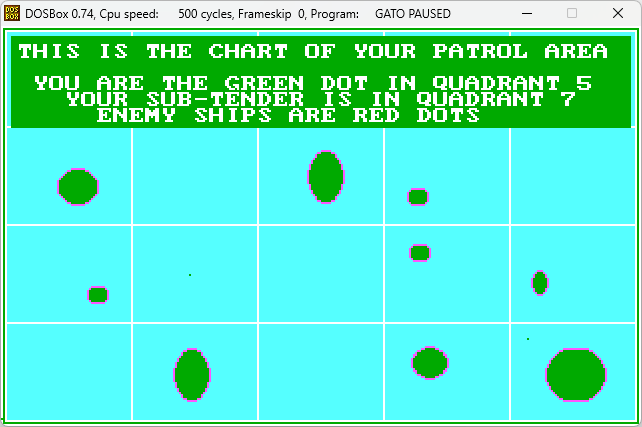 DOS BOX DOSBox 0.74, Cpu speed: 500 cycles, Frameskip 0, Program: GATO PAUSED
THIS IS THE CHART OF YOUR PATROL AREA
YOU ARE THE GREEN DOT IN QUADRANT 5
YOUR SUB-TENDER IS IN QUADRANT 7
ENEMY SHIPS ARE RED DOTS